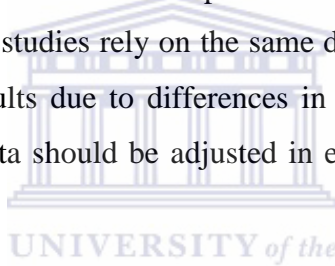 studies rely on the same d
ults due to differences in
ta should be adjusted in e
UNIVERSITY of the